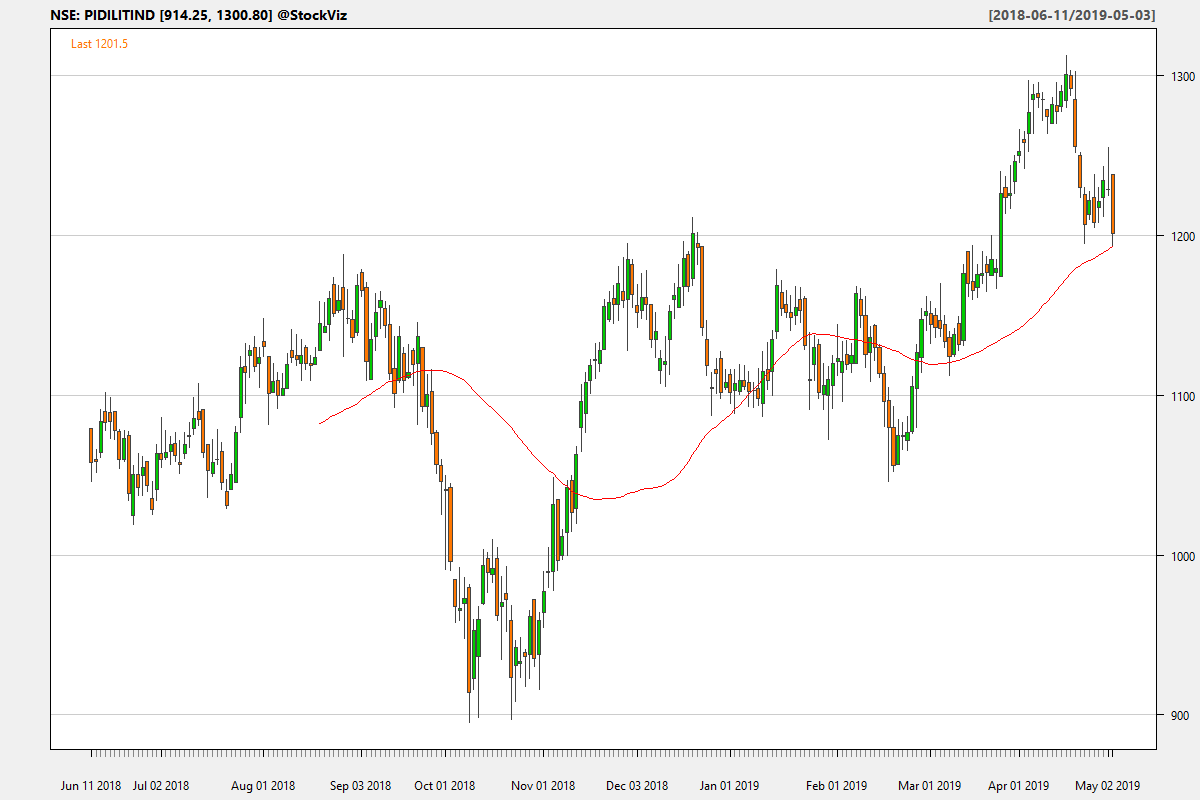 NSE: PIDILITIND [914.25, 1300.80] @StockViz [2018-06-11/2019-05-03]
Last 1201.5
1300
1200
1100
1000
900
Jun 11 2018 Jul 02 2018 Aug 01 2018 Sep 03 2018 Oct 01 2018 Nov 01 2018 Dec 03 2018 Jan 01 2019 Feb 01 2019 Mar 01 2019 Apr 01 2019 May 02 2019